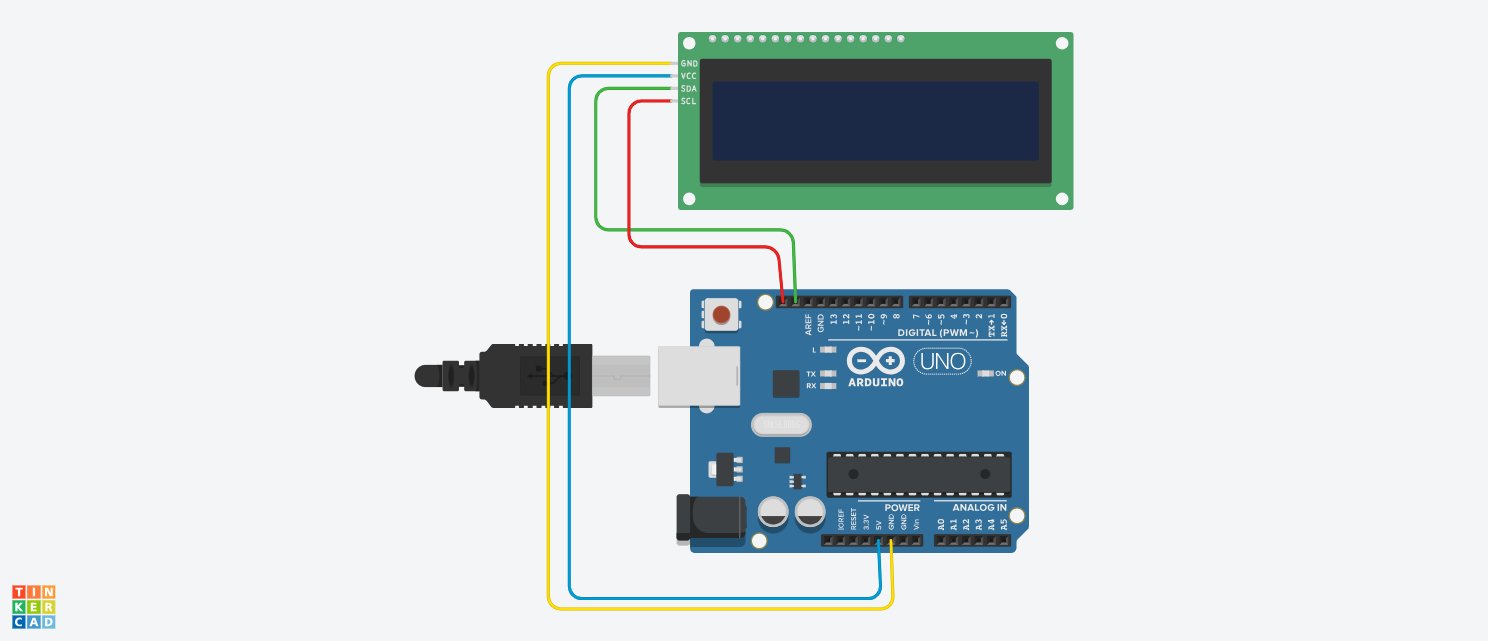 GND
VCC
SDA
SCL
AREF
GND
13
12
~11
~10
~9
8
7
~6
~5
4
~3
2
TX→1
RX←0
DIGITAL (PWM~)
L
TX
RX
UNO
ARDUINO
ON
POWER
ANALOG IN
IOREF
RESET
3.3V
5V
GND
GND
Vin
A0
A1
A2
A3
A4
A5
TIN
KER
CAD